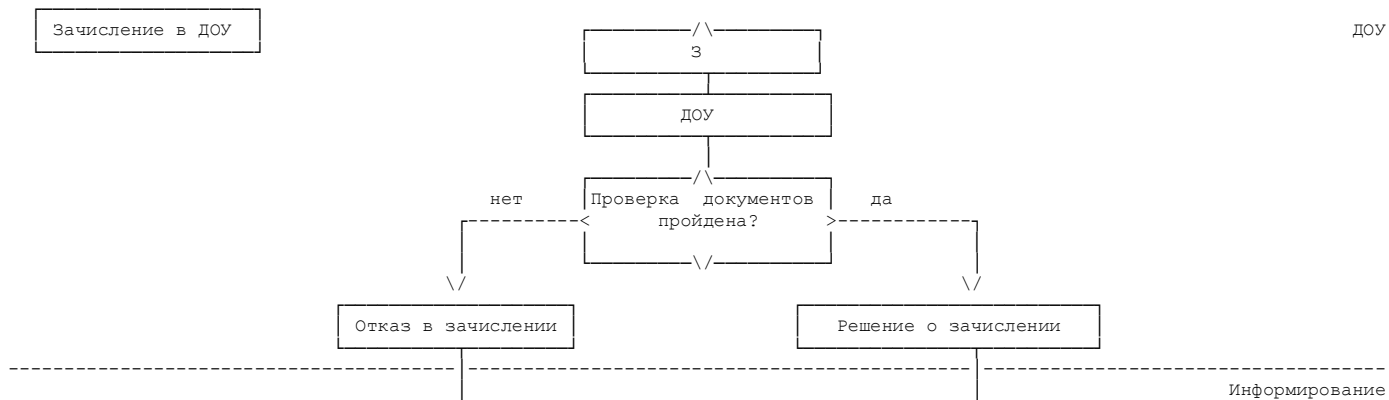 Зачисление в ДОУ
ДОУ
З
ДОУ
нет
Проверка документов
да
пройдена?
Отказ в зачислении
Решение о зачислении
Информирование